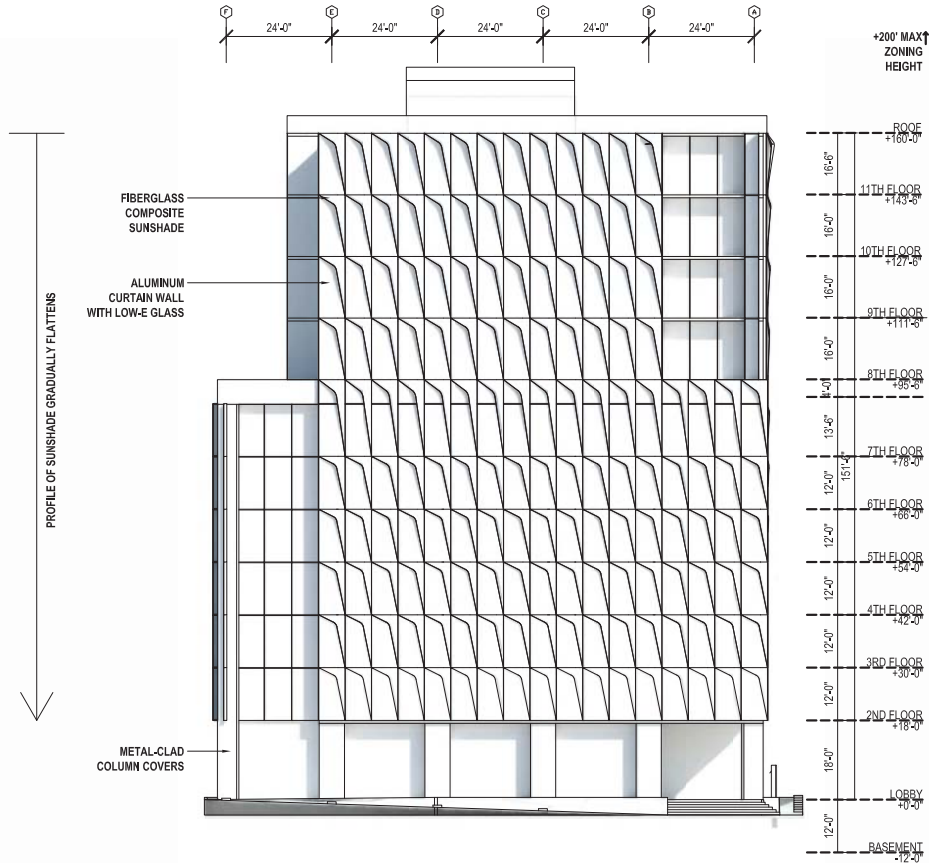 F E D C B A
24'-0" 24'-0" 24'-0" 24'-0" 24'-0"
+200' MAX
ZONING
HEIGHT
ROOF
+160'-0"
16'-6"
11TH FLOOR
+143'-6"
16'-0"
10TH FLOOR
+127'-6"
16'-0"
9TH FLOOR
+111'-6"
16'-0"
8TH FLOOR
+95'-6"
4'-0"
13'-6"
7TH FLOOR
+78'-0"
151'-6"
12'-0"
6TH FLOOR
+66'-0"
12'-0"
5TH FLOOR
+54'-0"
12'-0"
4TH FLOOR
+42'-0"
12'-0"
3RD FLOOR
+30'-0"
12'-0"
2ND FLOOR
+18'-0"
18'-0"
LOBBY
+0'-0"
12'-0"
BASEMENT
-12'-0"
FIBERGLASS
COMPOSITE
SUNSHADE
ALUMINUM
CURTAIN WALL
WITH LOW-E GLASS
PROFILE OF SUNSHADE GRADUALLY FLATTENS
METAL-CLAD
COLUMN COVERS